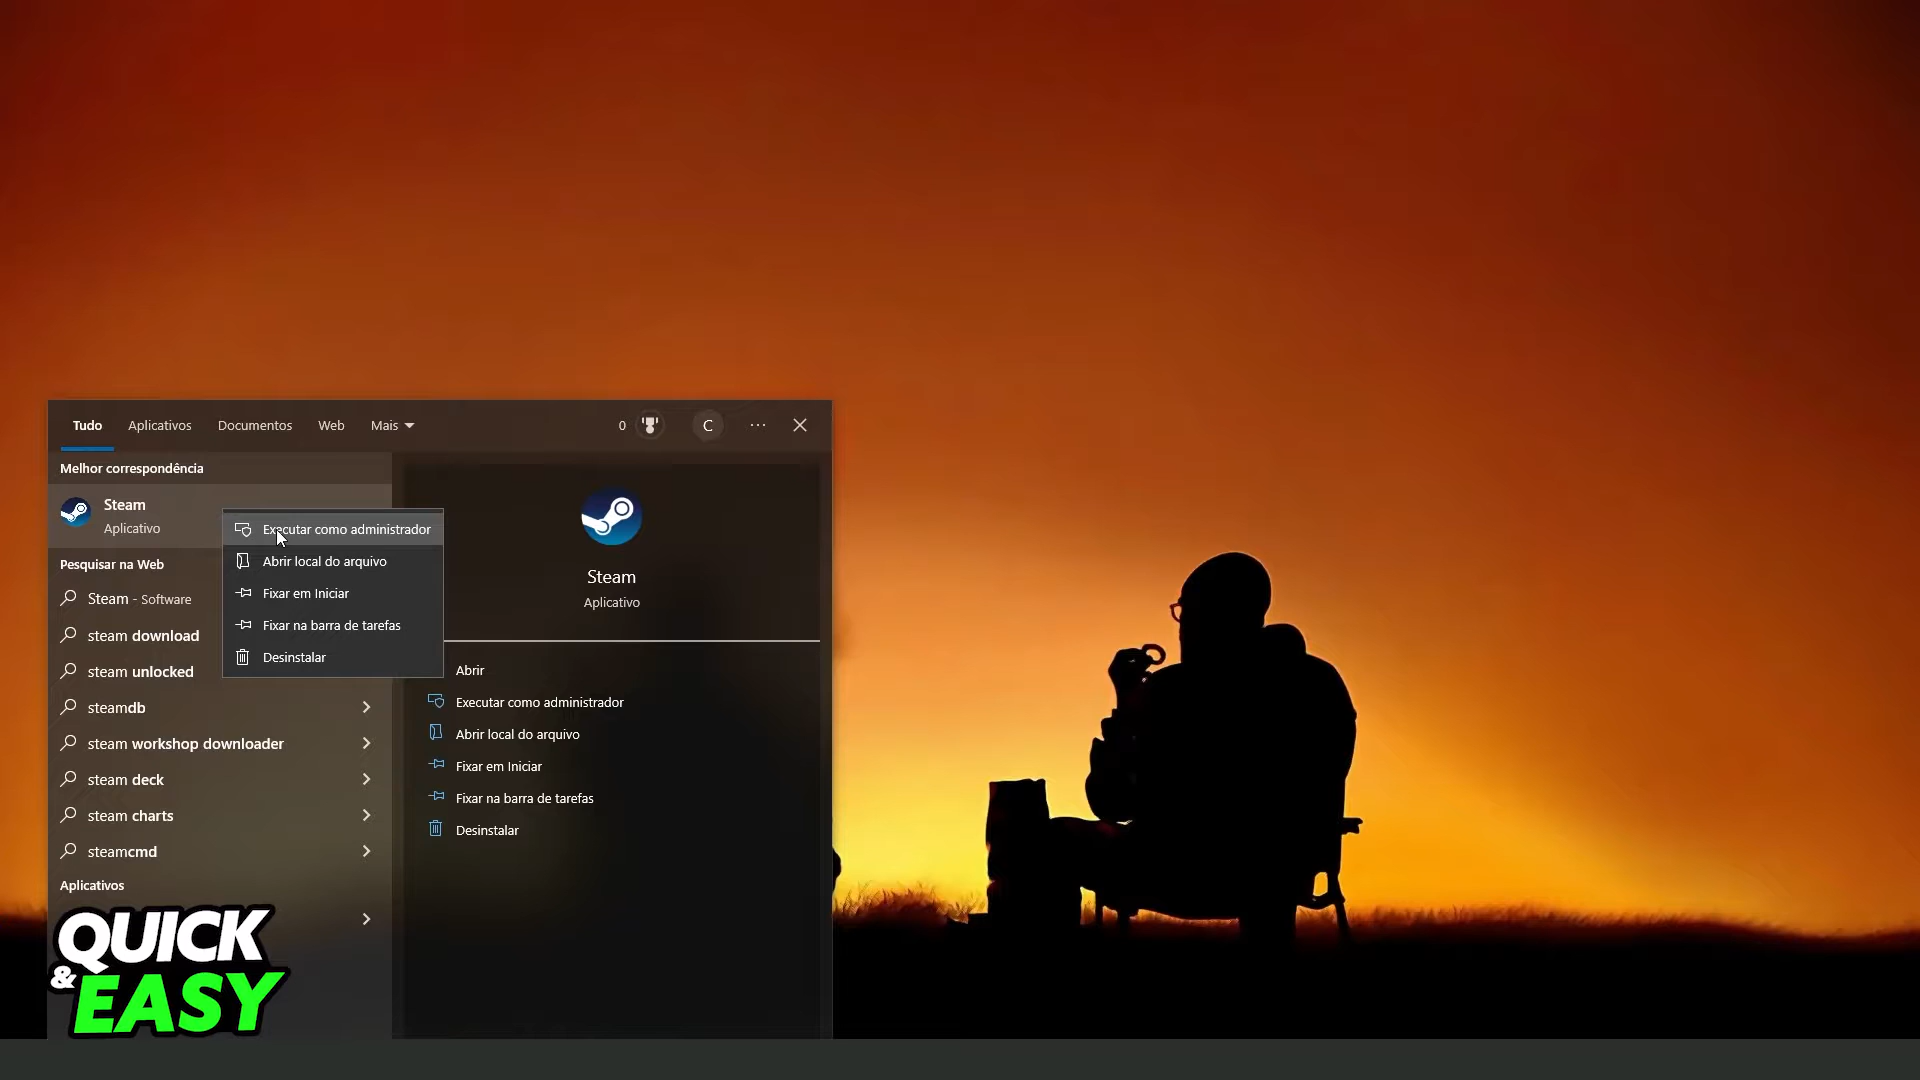 Tudo
Aplicativos
Documentos
Web
Mais
0
C
Melhor correspondência
Steam
Aplicativo
Executar como administrador
Abrir local do arquivo
Fixar em Iniciar
Fixar na barra de tarefas
Desinstalar
Pesquisar na Web
Steam - Software
steam download
steam unlocked
steamdb
steam workshop downloader
steam deck
steam charts
steamcmd
Aplicativos
Steam
Aplicativo
Abrir
Executar como administrador
Abrir local do arquivo
Fixar em Iniciar
Fixar na barra de tarefas
Desinstalar
QUICK
& EASY